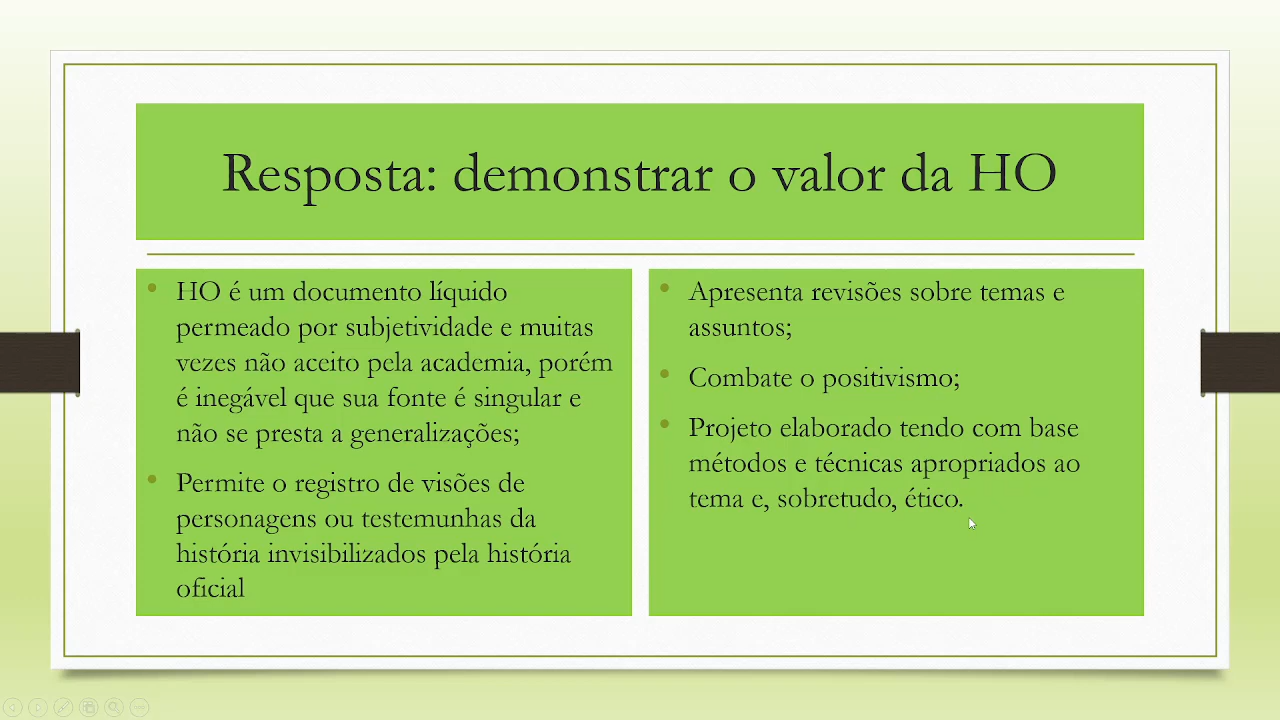 Resposta: demonstrar o valor da HO
HO é um documento líquido
permeado por subjetividade e muitas
vezes não aceito pela academia, porém
é inegável que sua fonte é singular e
não se presta a generalizações;
Permite o registro de visões de
personagens ou testemunhas da
história invisibilizados pela história
oficial
Apresenta revisões sobre temas e
assuntos;
Combate o positivismo;
Projeto elaborado tendo com base
métodos e técnicas apropriados ao
tema e, sobretudo, ético.